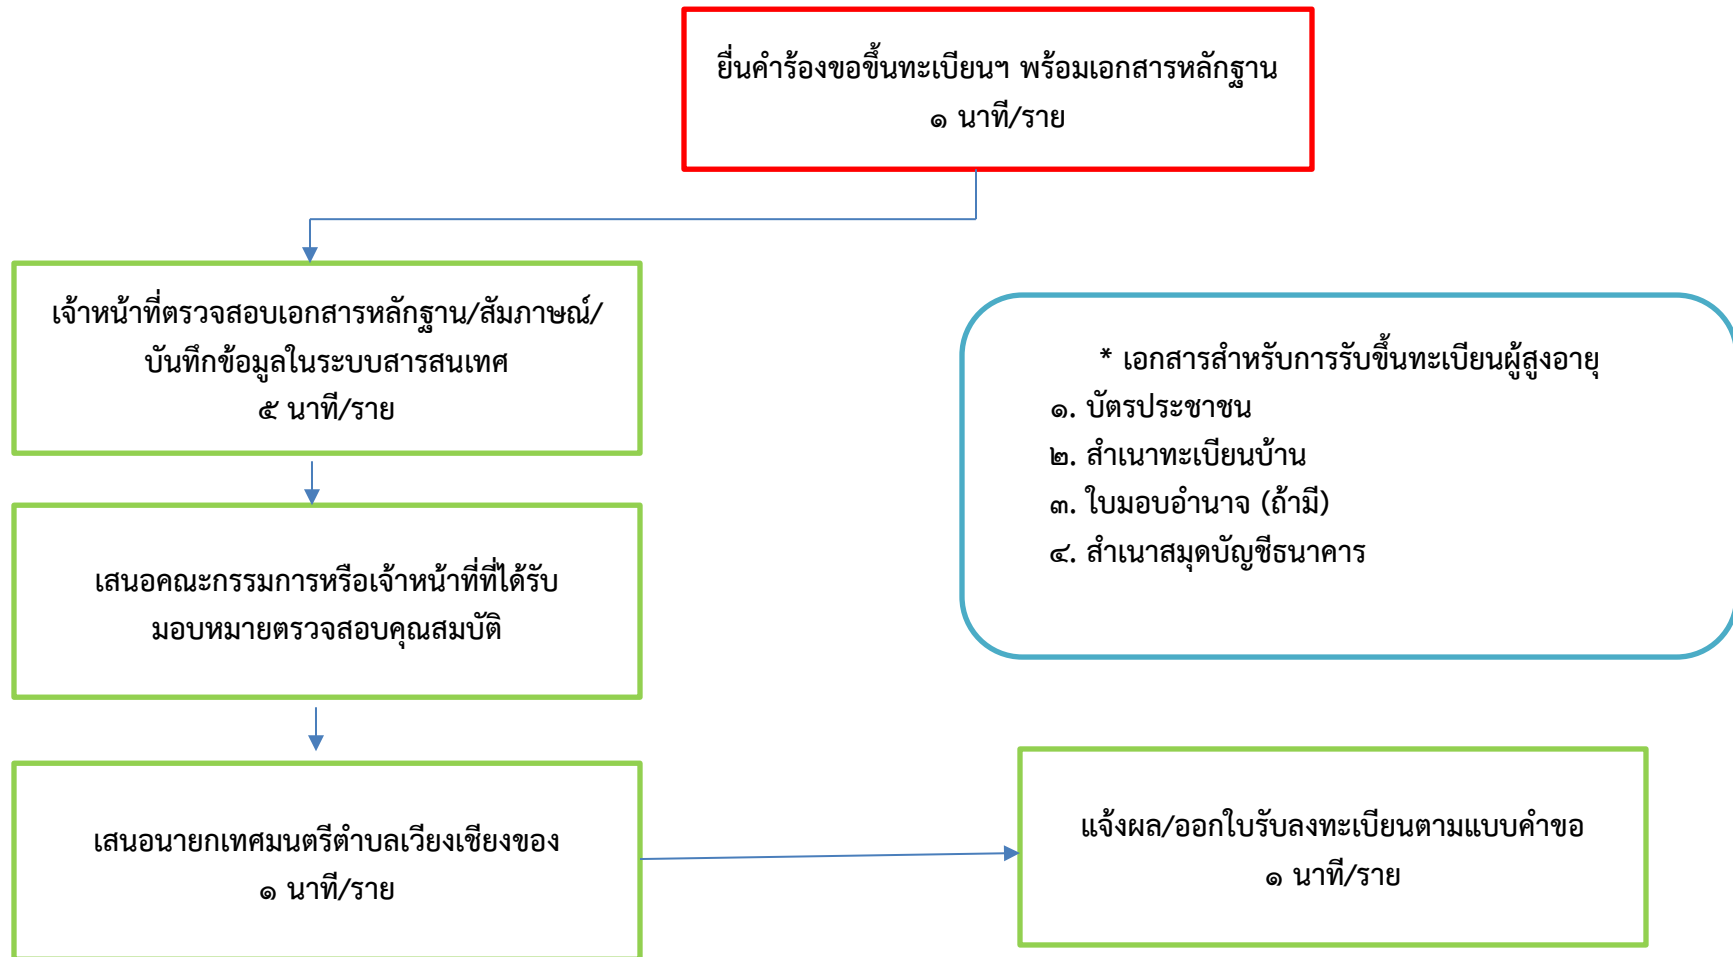 ยื่นคำร้องขอขึ้นทะเบียนฯ พร้อมเอกสารหลักฐาน
๑ นาที/ราย
เจ้าหน้าที่ตรวจสอบเอกสารหลักฐาน/สัมภาษณ์/
บันทึกข้อมูลในระบบสารสนเทศ
๕ นาที/ราย
* เอกสารสำหรับการรับขึ้นทะเบียนผู้สูงอายุ
๑. บัตรประชาชน
๒. สำเนาทะเบียนบ้าน
๓. ใบมอบอำนาจ (ถ้ามี)
๔. สำเนาสมุดบัญชีธนาคาร
เสนอคณะกรรมการหรือเจ้าหน้าที่ที่ได้รับ
มอบหมายตรวจสอบคุณสมบัติ
เสนอนายกเทศมนตรีตำบลเวียงเชียงของ
๑ นาที/ราย
แจ้งผล/ออกใบรับลงทะเบียนตามแบบคำขอ
๑ นาที/ราย